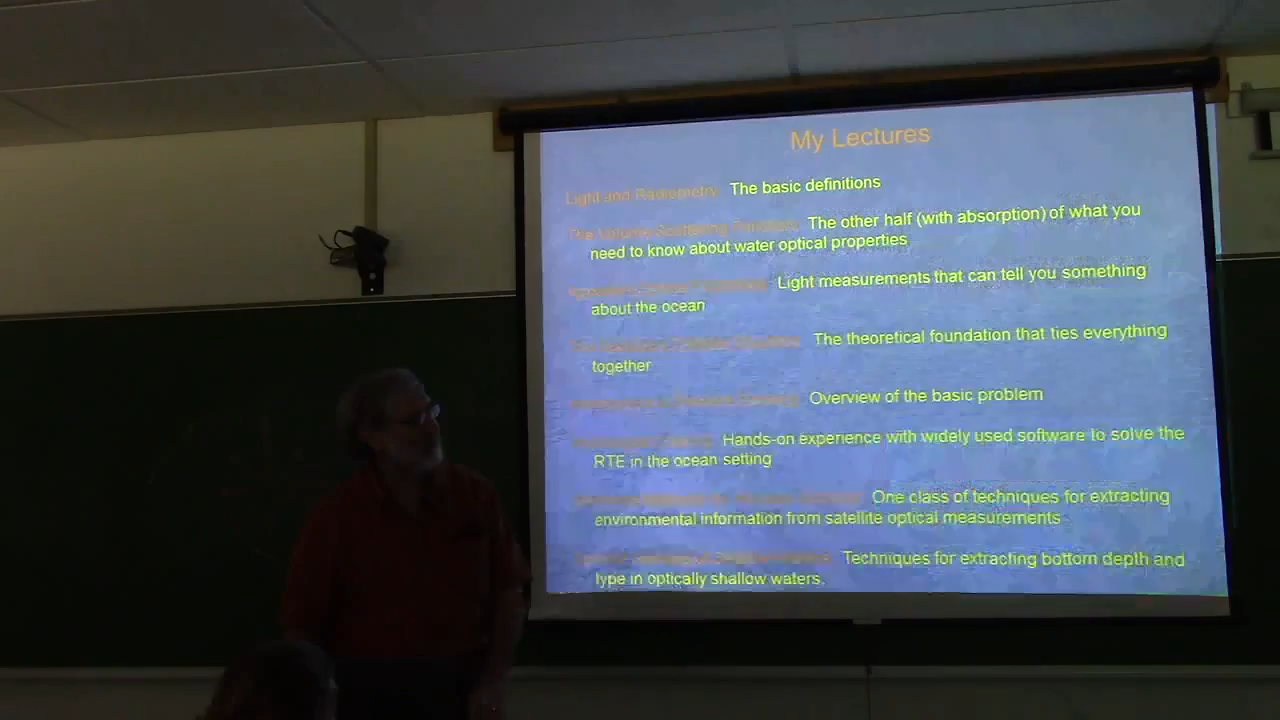 My Lectures
Light and Radiometry: The basic definitions
The Volume Scattering Function: The other half (with absorption) of what you
need to know about water optical properties
Light measurements that can tell you something
about the ocean
The theoretical foundation that ties everything
together
Overview of the basic problem
Hands-on experience with widely used software to solve the
RTE in the ocean setting
One class of techniques for extracting
environmental information from satellite optical measurements
Techniques for extracting bottom depth and
type in optically shallow waters.